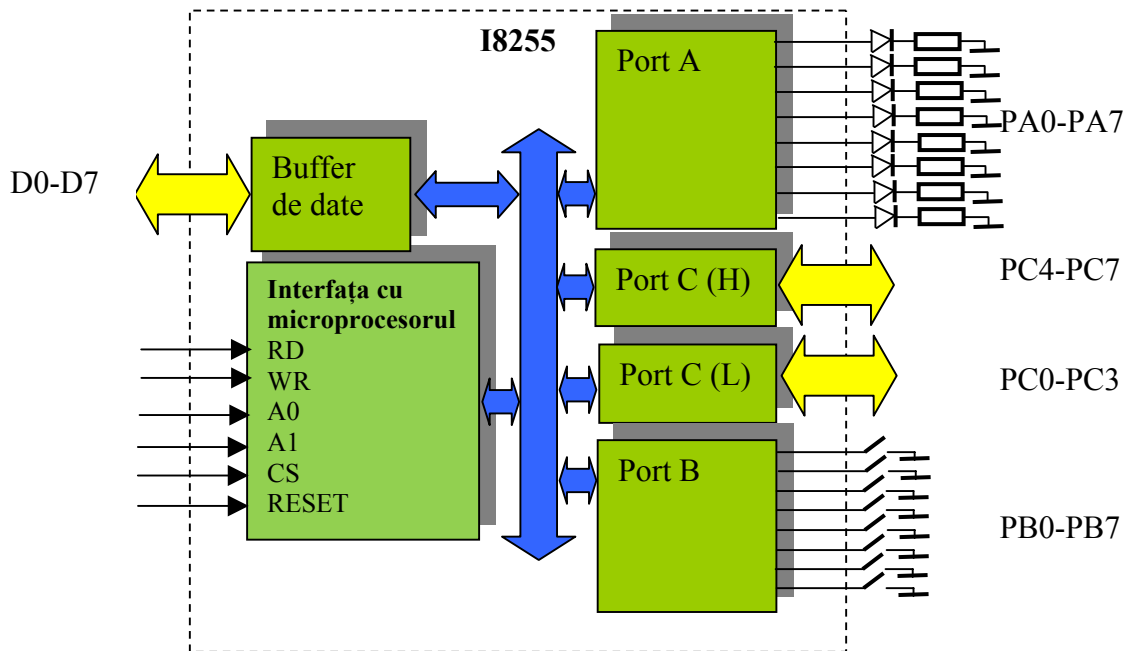 I8255
Port A
PA0-PA7
D0-D7
Buffer
de date
Port C (H)
PC4-PC7
Interfața cu
microprocesorul
RD
WR
A0
A1
CS
RESET
Port C (L)
PC0-PC3
Port B
PB0-PB7